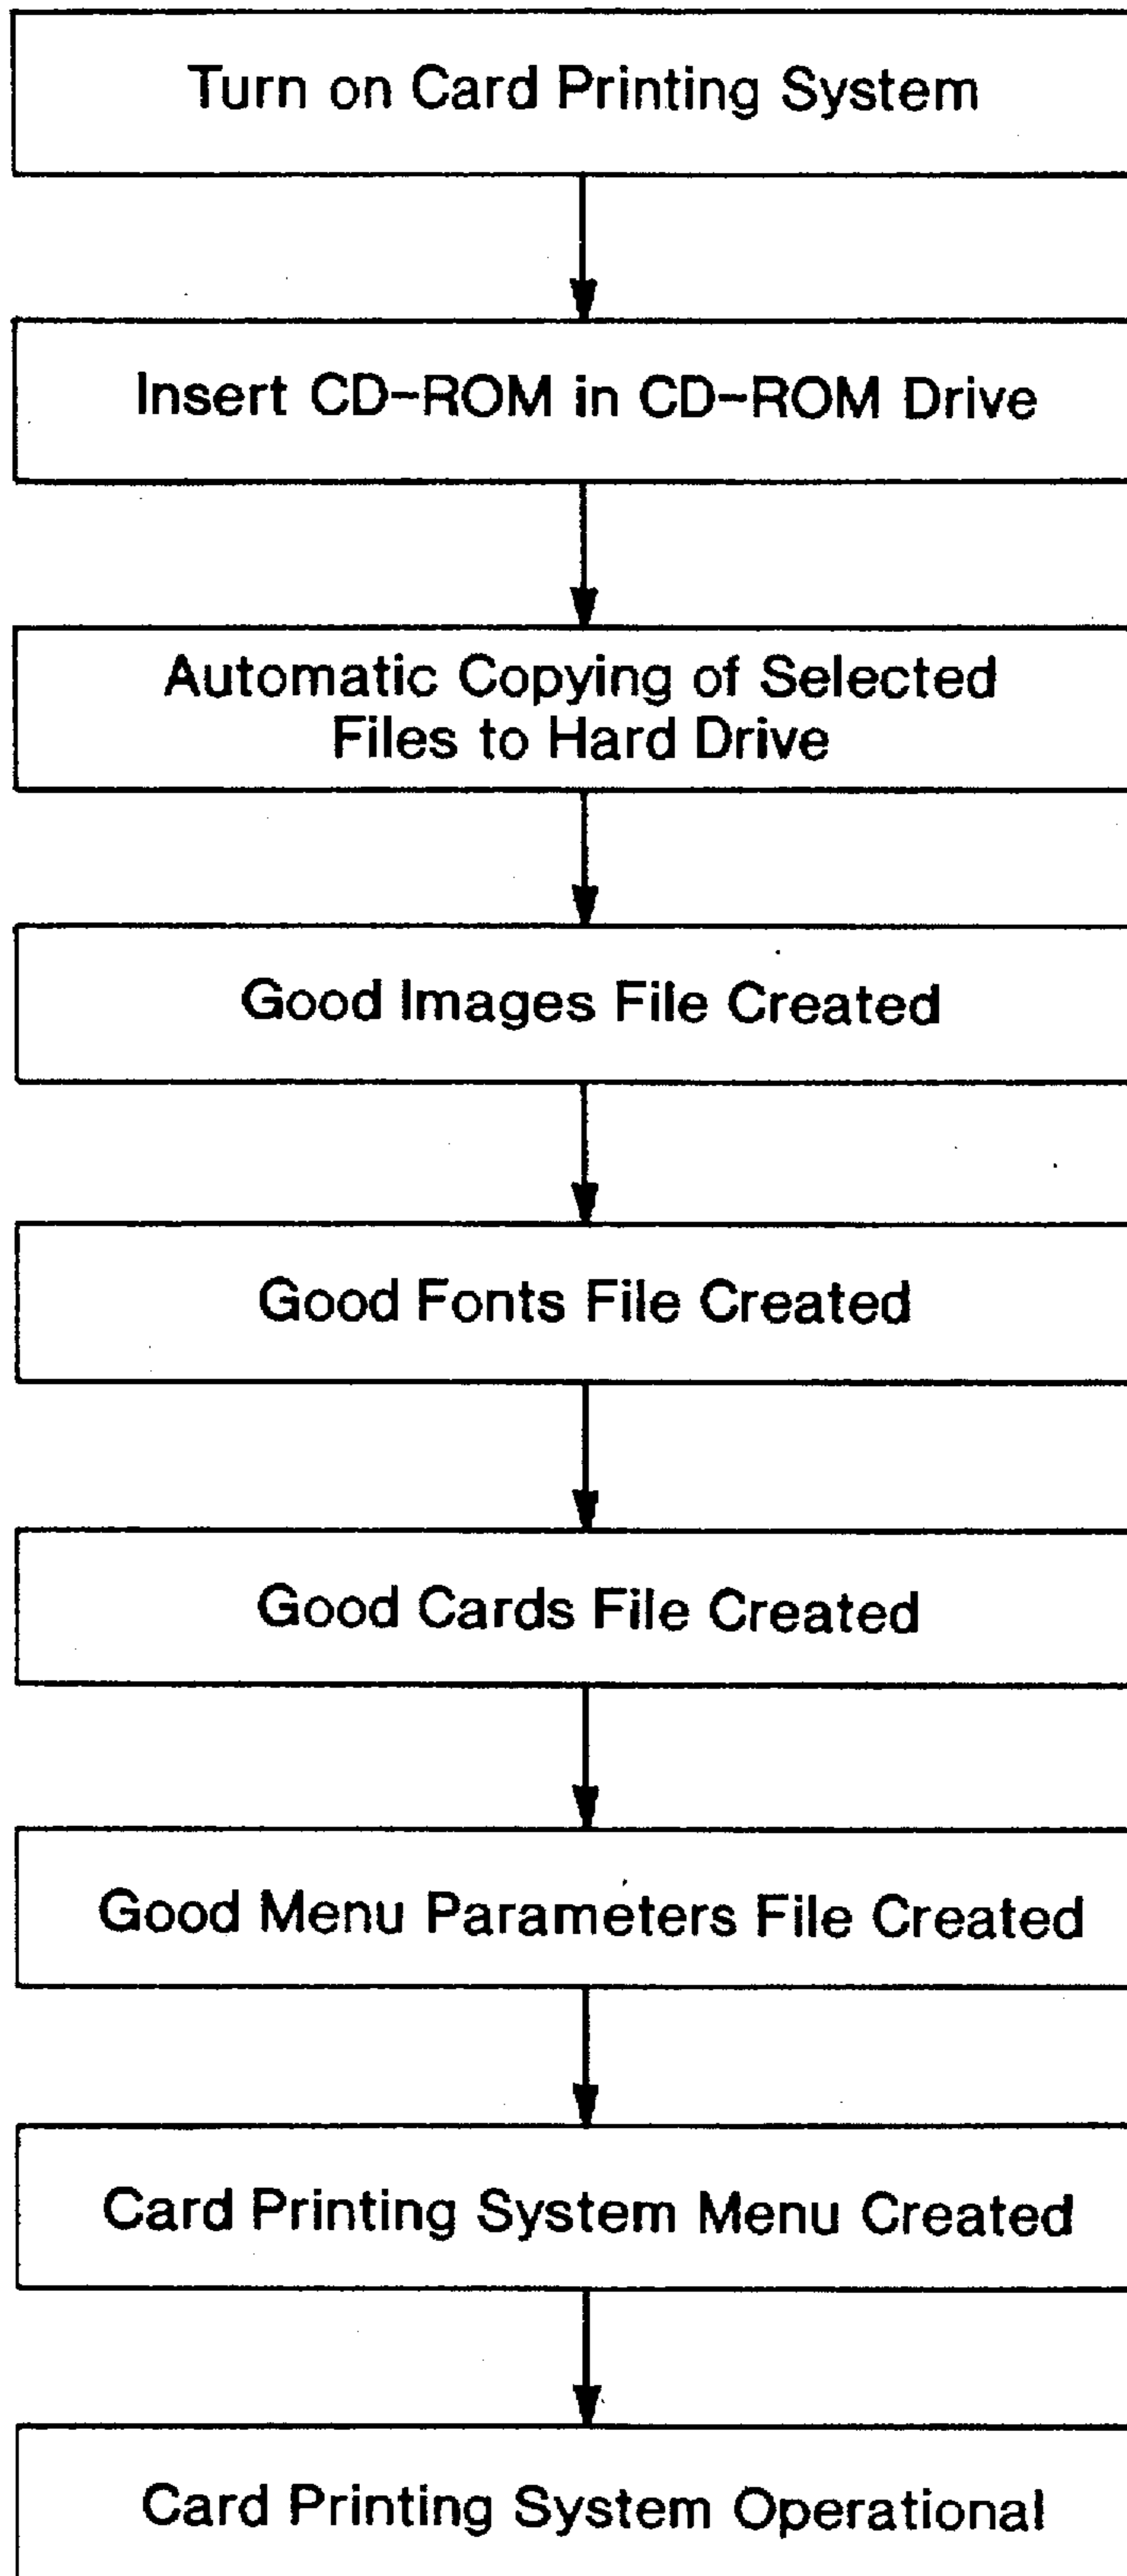 Turn on Card Printing System
Insert CD-ROM in CD-ROM Drive
Automatic Copying of Selected
Files to Hard Drive
Good Images File Created
Good Fonts File Created
Good Cards File Created
Good Menu Parameters File Created
Card Printing System Menu Created
Card Printing System Operational